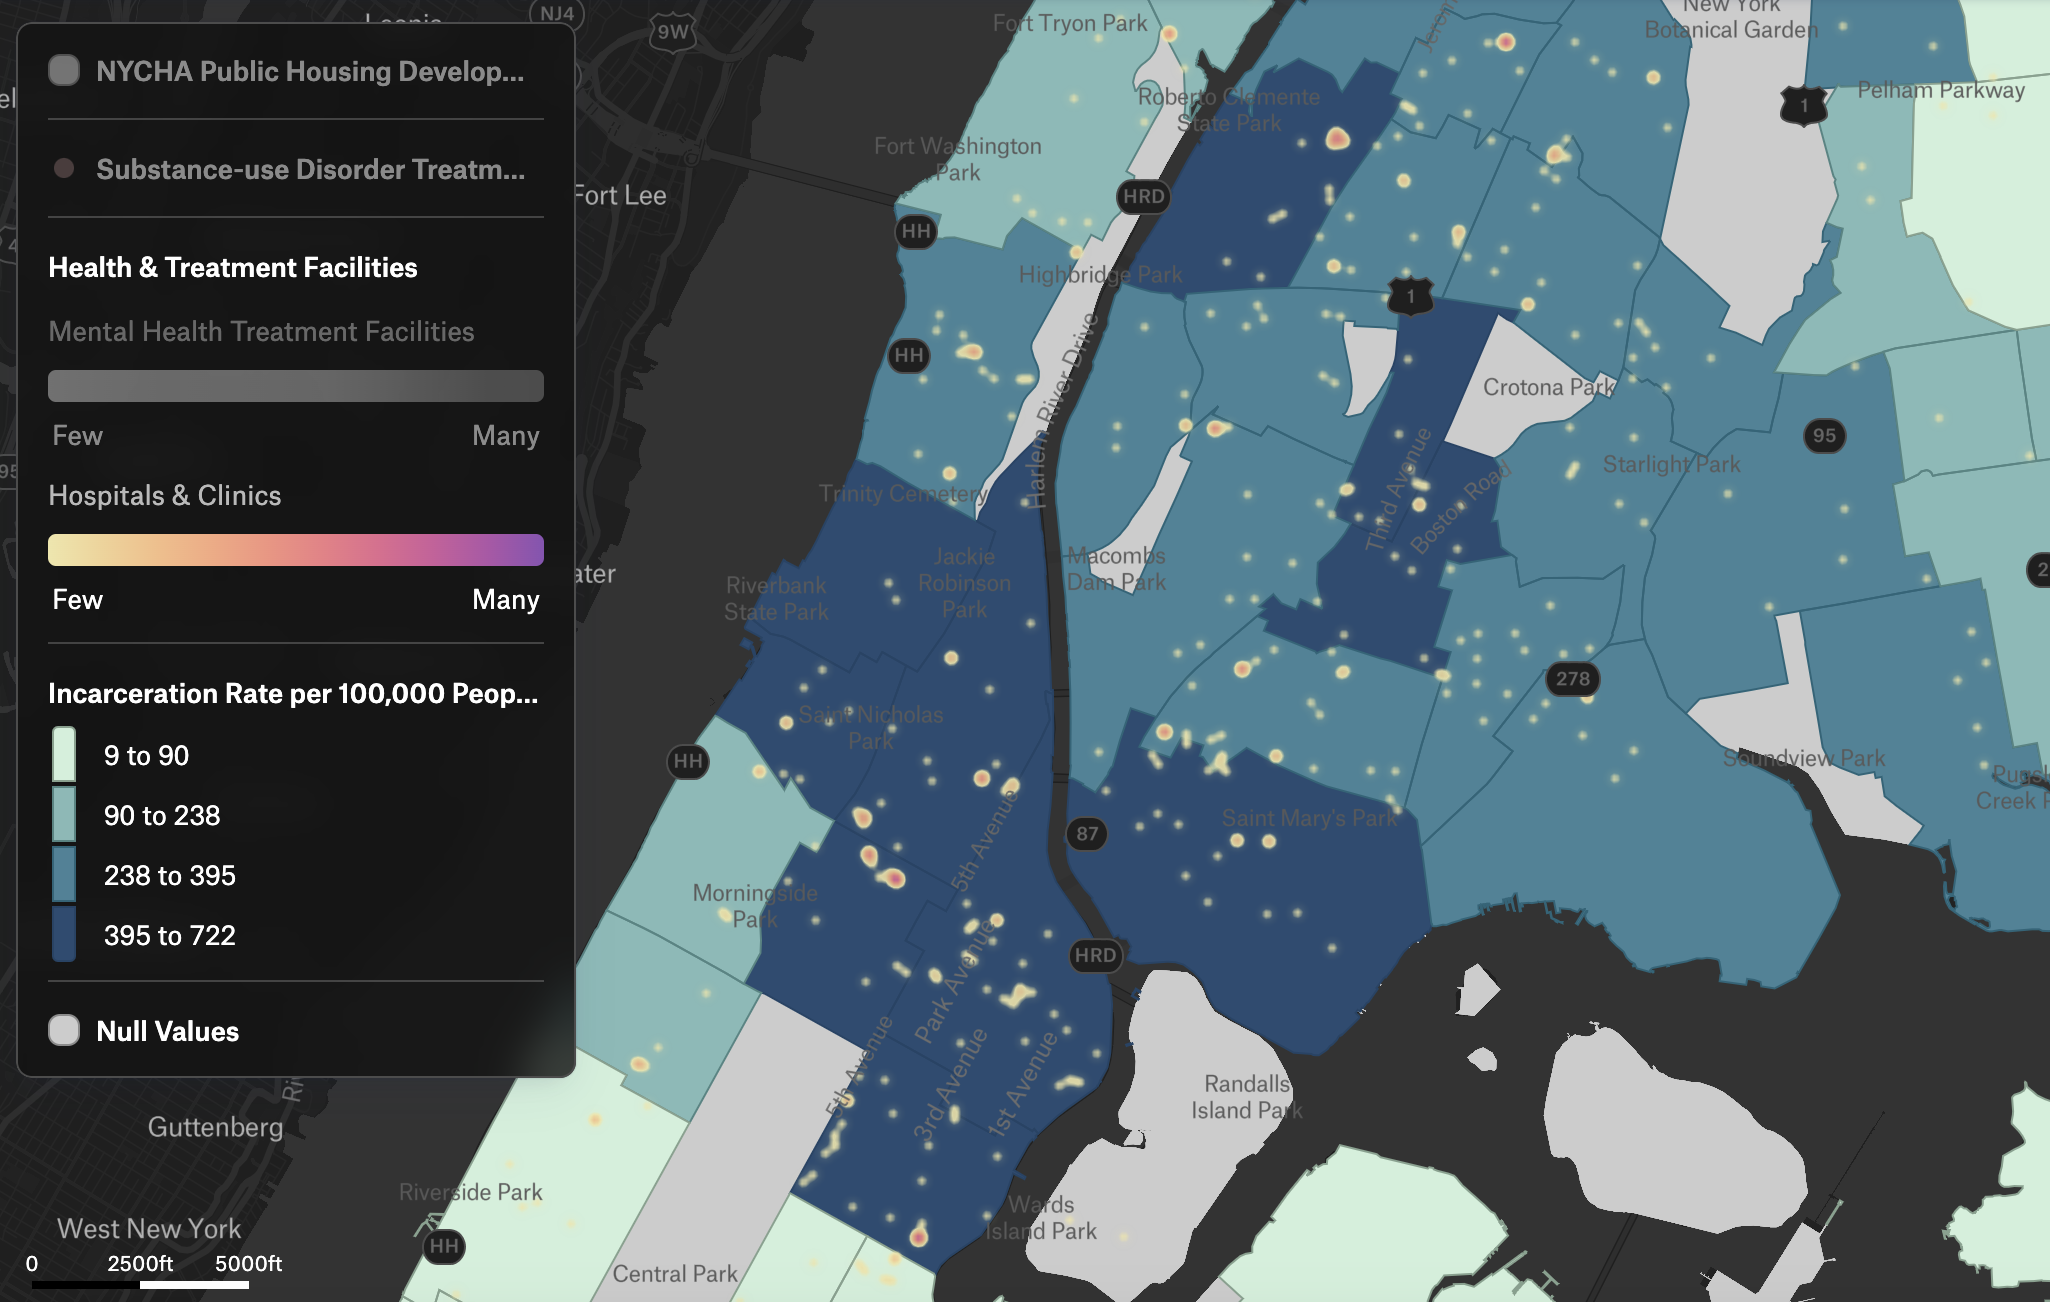 NYCHA Public Housing Develop...
Substance-use Disorder Treatm...
Health & Treatment Facilities
Mental Health Treatment Facilities
Few
Many
Hospitals & Clinics
Few
Many
Incarceration Rate per 100,000 Peop...
9 to 90
90 to 238
238 to 395
395 to 722
Null Values
NJ4
9W
Fort Tryon Park
New York
Botanical Garden
Pelham Parkway
1
Roberto Clemente
State Park
Fort Washington
Park
Fort Lee
HRD
HH
Highbridge Park
1
HH
Harlem River Drive
Crotona Park
95
Third Avenue
Boston Road
Starlight Park
Trinity Cemetery
Jackie
Robinson
Park
Macombs
Dam Park
Riverbank
State Park
278
Saint Nicholas
Park
HH
Soundview Park
Creek
87
Saint Mary's Park
5th Avenue
Morningside
Park
HRD
Park Avenue
5th Avenue
3rd Avenue
1st Avenue
Randalls
Island Park
Guttenberg
Riverside Park
Wards
Island Park
West New York
HH
Central Park
0
2500ft
5000ft